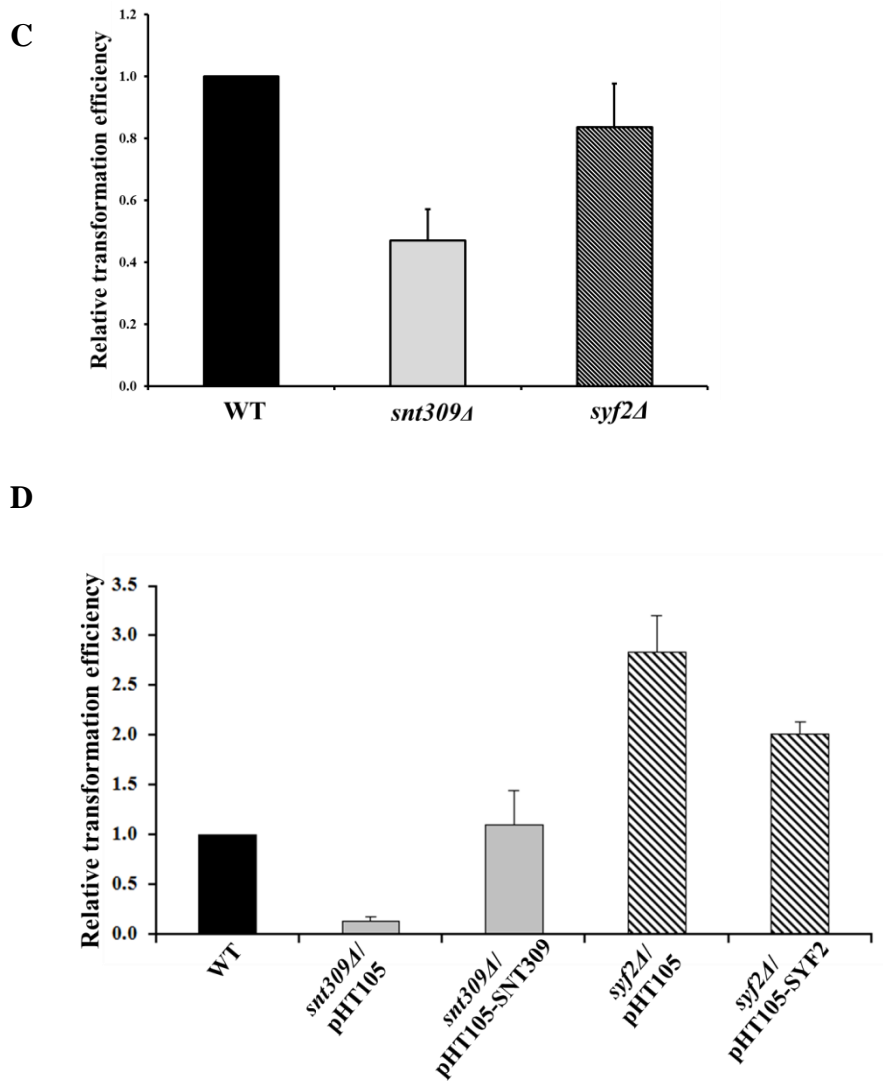 C
Relative transformation efficiency
1.2
1.0
0.8
0.6
0.4
0.2
0.0
WT
snt309Δ
syf2Δ
D
Relative transformation efficiency
3.5
3.0
2.5
2.0
1.5
1.0
0.5
0.0
WT
snt309Δ/
pHT105
snt309Δ/
pHT105-SNT309
syf2Δ/
pHT105
syf2Δ/
pHT105-SYF2